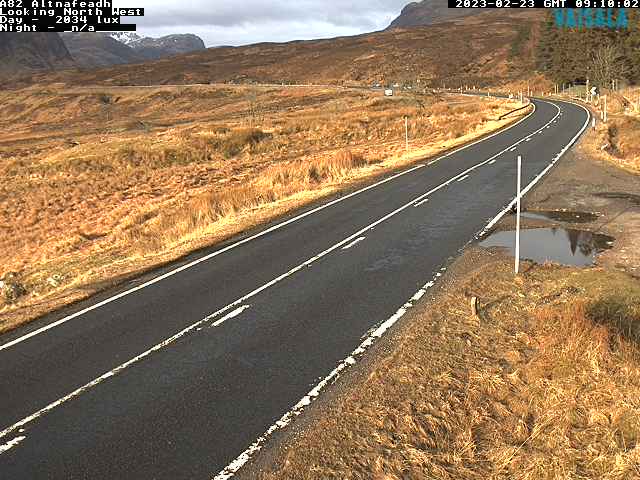 A82 Altnafeadh
Looking North West
Day - 2034 lux
Night - n/a
2023-02-23 GMT 09:10:02
VAISALA